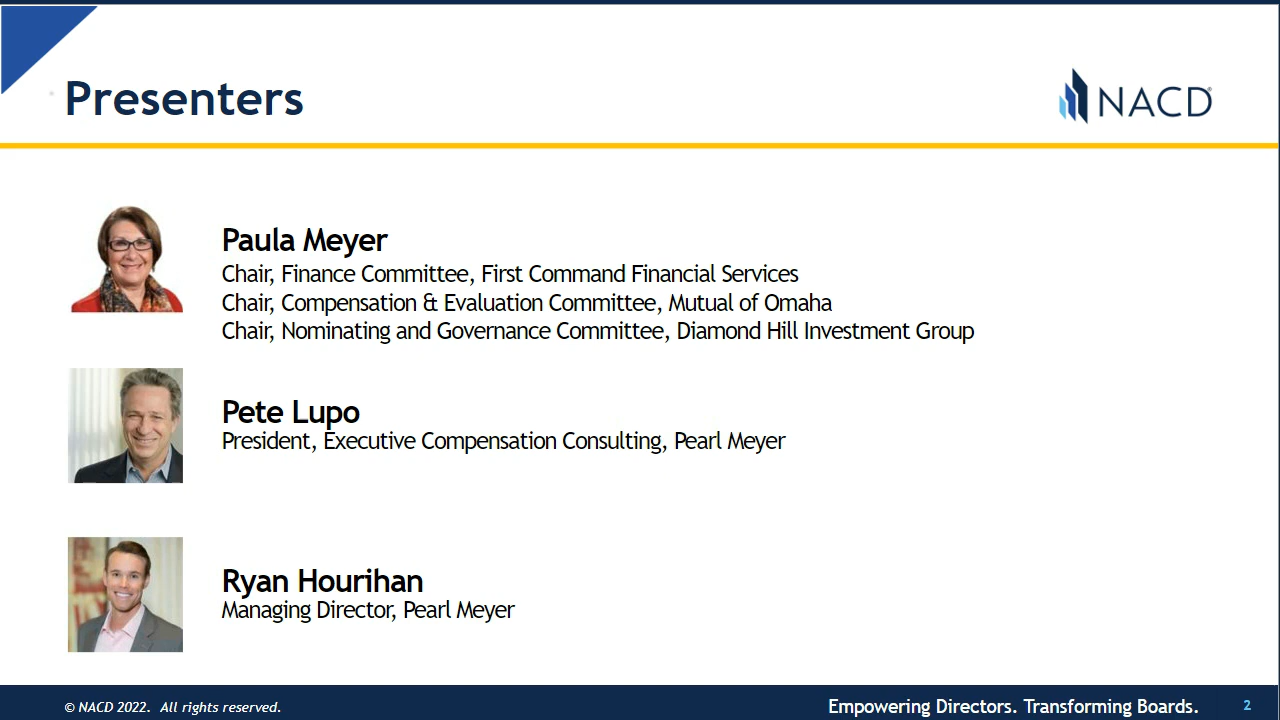 Presenters
NACD®
Paula Meyer
Chair, Finance Committee, First Command Financial Services
Chair, Compensation & Evaluation Committee, Mutual of Omaha
Chair, Nominating and Governance Committee, Diamond Hill Investment Group
Pete Lupo
President, Executive Compensation Consulting, Pearl Meyer
Ryan Hourihan
Managing Director, Pearl Meyer
© NACD 2022. All rights reserved.
Empowering Directors. Transforming Boards.
2